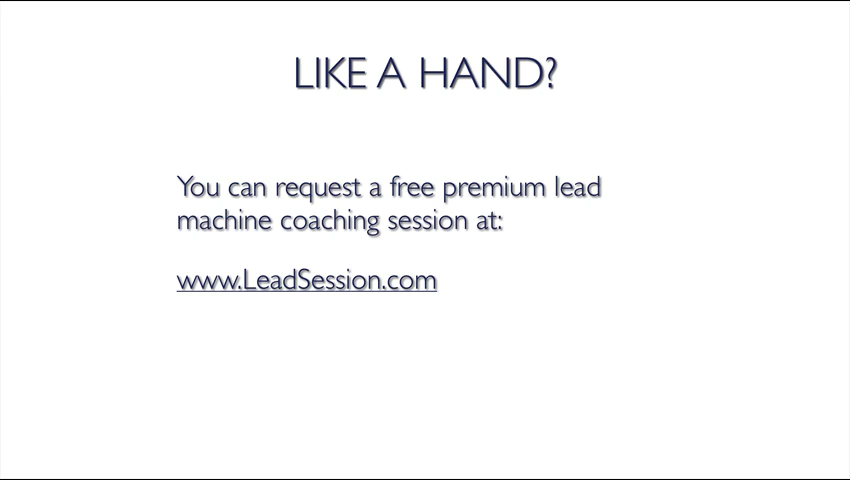 LIKE A HAND?
You can request a free premium lead
machine coaching session at:
www.LeadSession.com